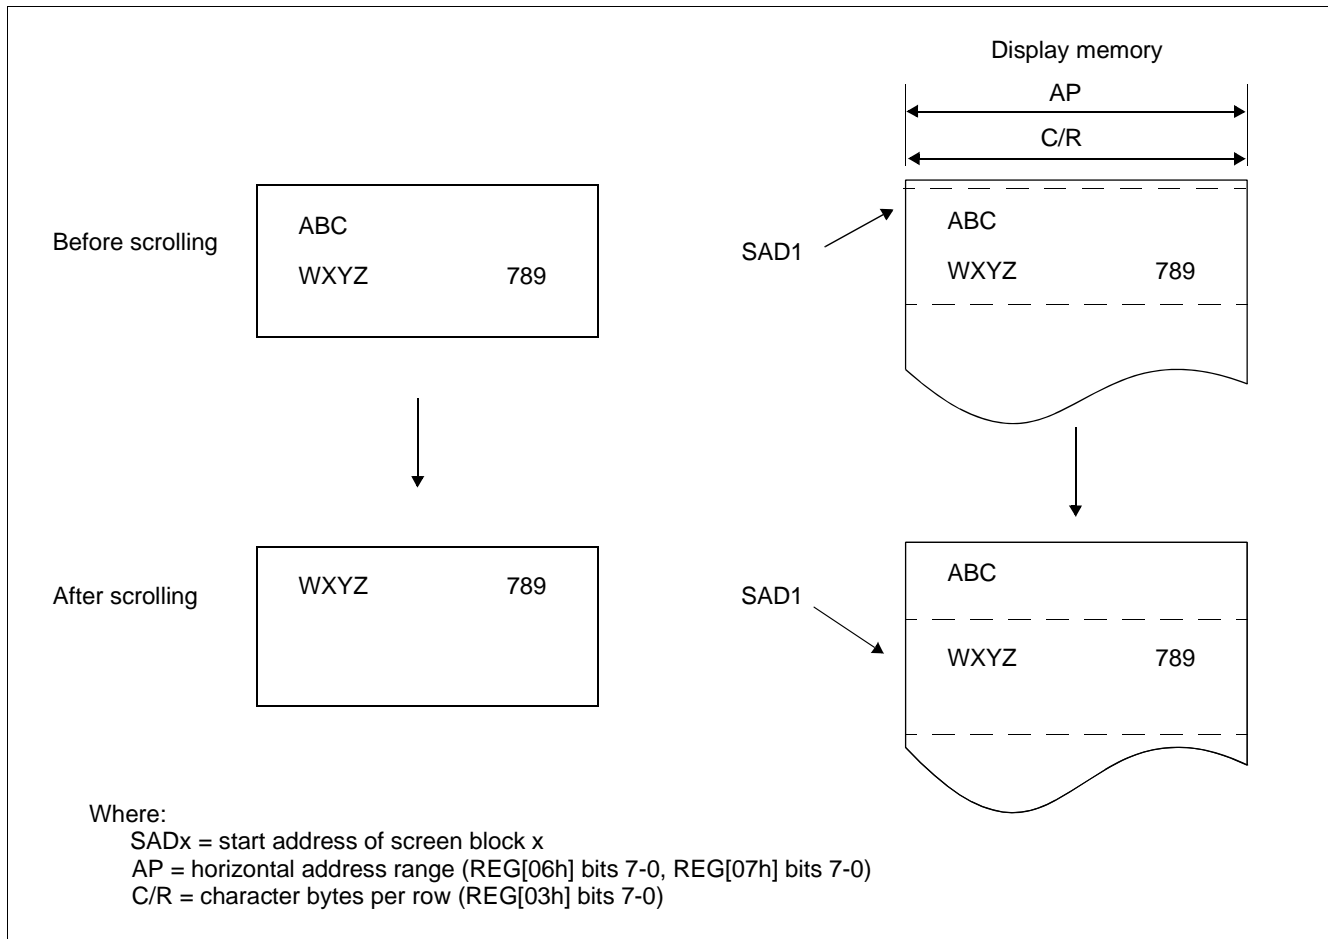 Display memory
AP
C/R
Before scrolling
ABC
WXYZ 789
SAD1
ABC
WXYZ 789
After scrolling
WXYZ 789
SAD1
ABC
WXYZ 789
Where:
SADx = start address of screen block x
AP = horizontal address range (REG[06h] bits 7-0, REG[07h] bits 7-0)
C/R = character bytes per row (REG[03h] bits 7-0)